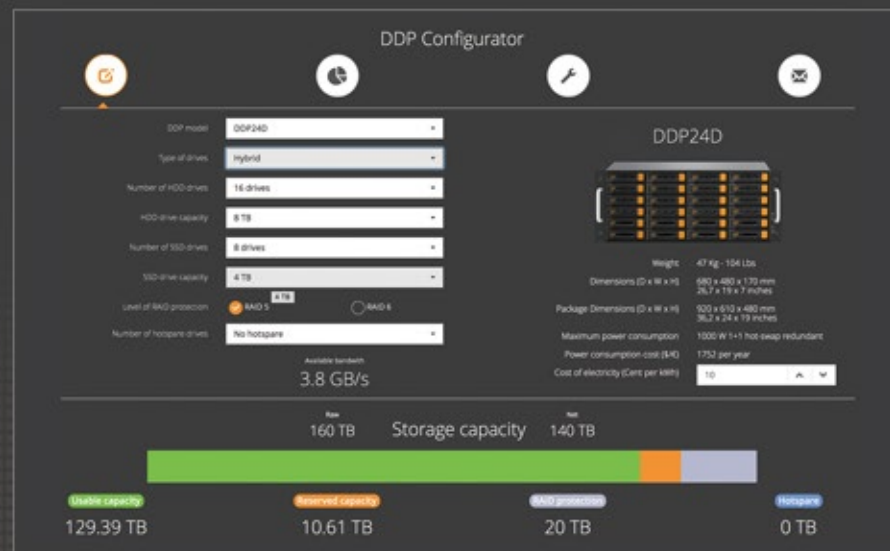 DDP Configurator
DDP model DDP24D
Type of drives Hybrid
Number of HDD drives 16 drives
HDD drive capacity 8 TB
Number of SSD drives 8 drives
SSD drive capacity 4 TB
4 TB
Level of RAID protection RAID 5 RAID 6
Number of hotspare drives No hotspare
Available bandwith
3.8 GB/s
DDP24D
Weight 47 Kg - 104 Lbs
Dimensions (D x W x H) 680 x 480 x 170 mm
26,7 x 19 x 7 inches
Package Dimensions (D x W x H) 920 x 610 x 480 mm
36,2 x 24 x 19 inches
Maximum power consumption 1000 W 1+1 hot-swap redundant
Power consumption cost ($/€) 1752 per year
Cost of electricity (Cent per kWh) 10
Raw
160 TB
Storage capacity
Net
140 TB
Usable capacity Reserved capacity RAID protection Hotspare
129.39 TB 10.61 TB 20 TB 0 TB